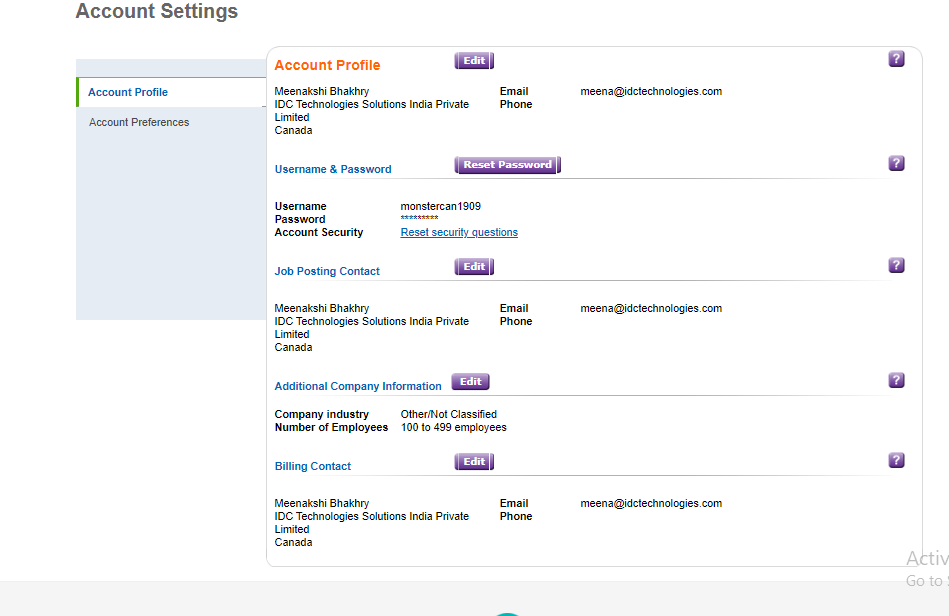 Account Settings
Account Profile
Account Preferences
Account Profile Edit ?
Meenakshi Bhakhry Email meena@idctechnologies.com
IDC Technologies Solutions India Private Phone
Limited
Canada
Username & Password Reset Password ?
Username monstercan1909
Password *********
Account Security Reset security questions
Job Posting Contact Edit ?
Meenakshi Bhakhry Email meena@idctechnologies.com
IDC Technologies Solutions India Private Phone
Limited
Canada
Additional Company Information Edit ?
Company industry Other/Not Classified
Number of Employees 100 to 499 employees
Billing Contact Edit ?
Meenakshi Bhakhry Email meena@idctechnologies.com
IDC Technologies Solutions India Private Phone
Limited
Canada
Activ
Go to S